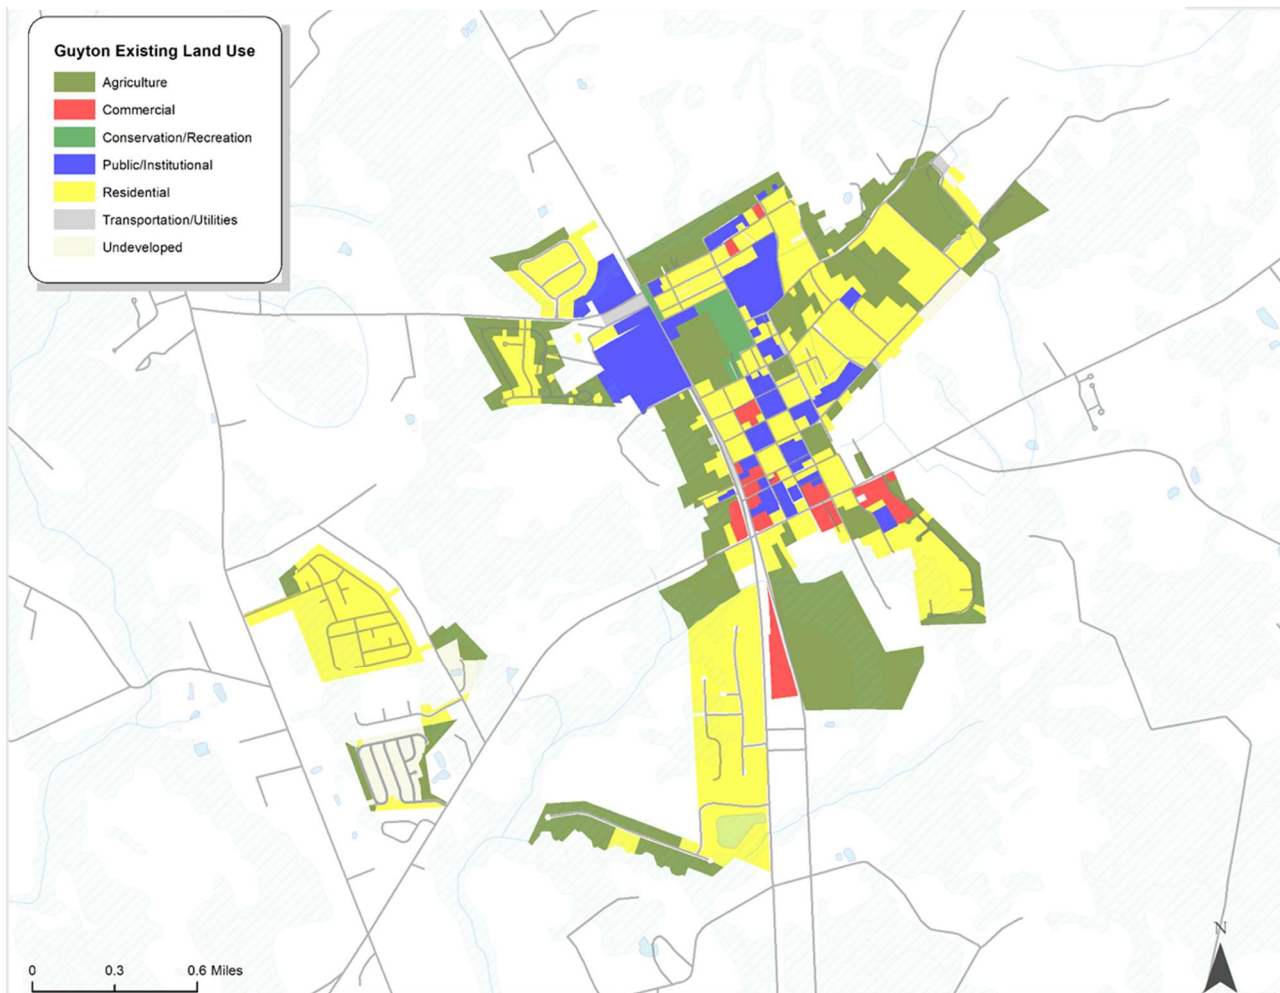 Guyton Existing Land Use
Agriculture
Commercial
Conservation/Recreation
Public/Institutional
Residential
Transportation/Utilities
Undeveloped
N
0 0.3 0.6 Miles